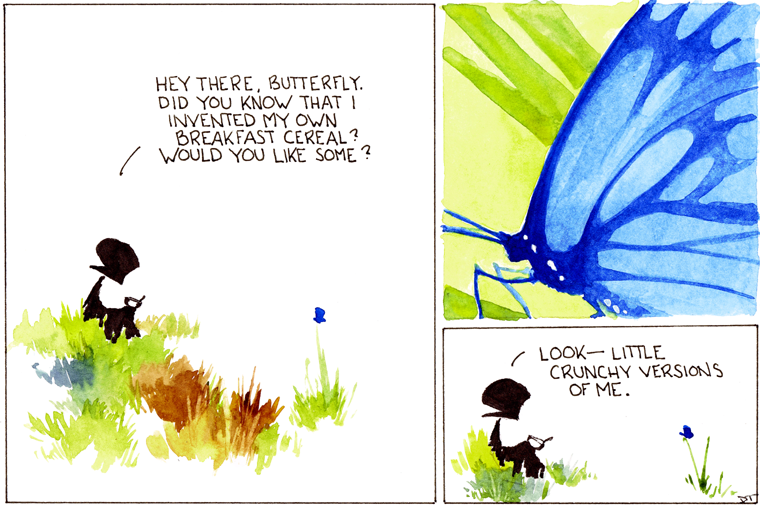 HEY THERE, BUTTERFLY.
DID YOU KNOW THAT I
INVENTED MY OWN
BREAKFAST CEREAL?
WOULD YOU LIKE SOME?
LOOK— LITTLE
CRUNCHY VERSIONS
OF ME.